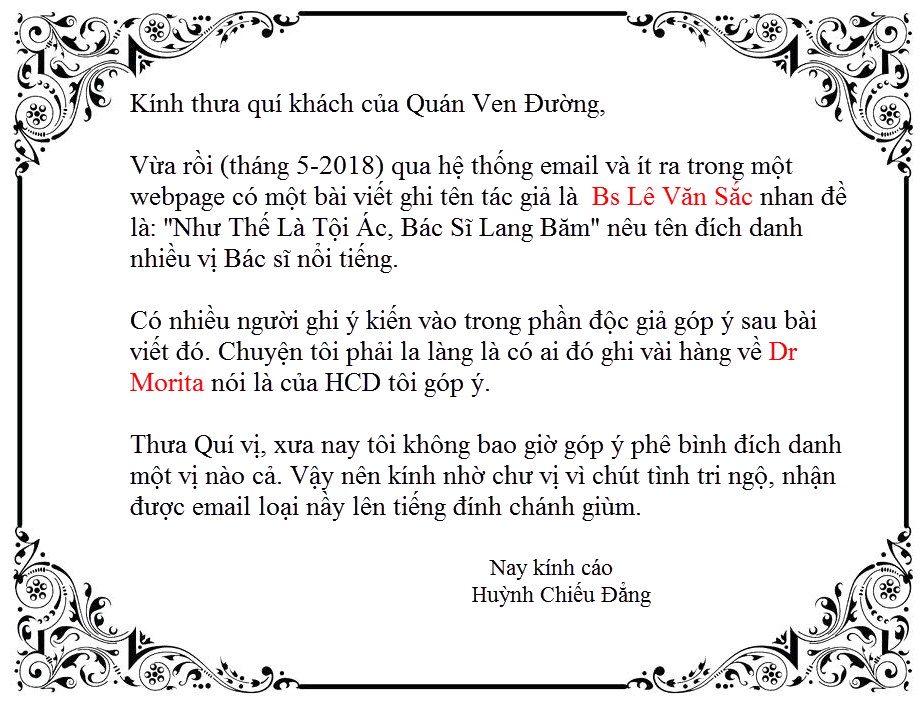 Kính thưa quí khách của Quán Ven Đường,
Vừa rồi (tháng 5-2018) qua hệ thống email và ít ra trong một
webpage có một bài viết ghi tên tác giả là Bs Lê Văn Sắc nhan đề
là: "Như Thế Là Tội Ác, Bác Sĩ Lang Băm" nêu tên đích danh
nhiều vị Bác sĩ nổi tiếng.
Có nhiều người ghi ý kiến vào trong phần độc giả góp ý sau bài
viết đó. Chuyện tôi phải la làng là có ai đó ghi vài hàng về Dr
Morita nói là của HCD tôi góp ý.
Thưa Quí vị, xưa nay tôi không bao giờ góp ý phê bình đích danh
một vị nào cả. Vậy nên kính nhờ chư vị vì chút tình tri ngộ, nhận
được email loại nầy lên tiếng đính chánh giùm.
Nay kính cáo
Huỳnh Chiếu Đẳng